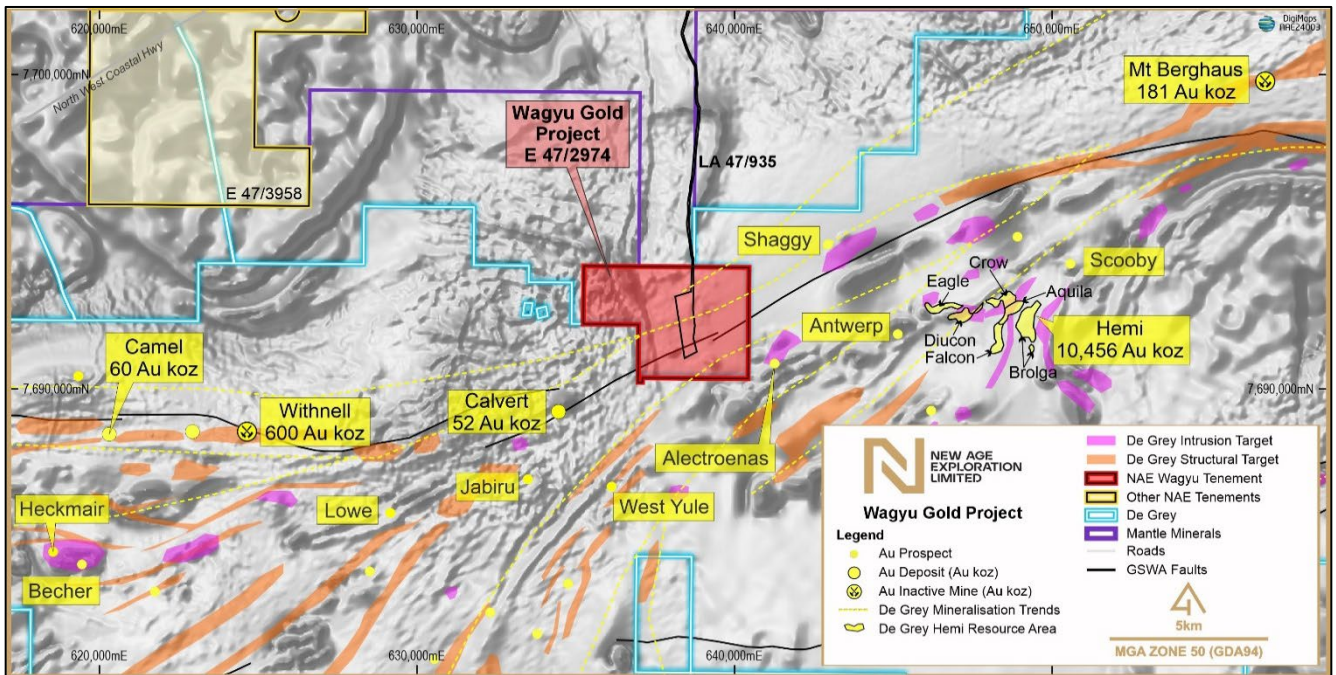 620,000mE
630,000mE
640,000mE
650,000mE
DigiMaps
7,700,000mN
North West Coastal Hwy
Mt Berghaus
181 Au koz
Wagyu Gold
Project
E 47/2974
LA 47/935
E 47/3958
Shaggy
Scooby
Crow
Eagle
Aquila
Antwerp
Hemi
10,456 Au koz
Diucon
Falcon
Brolga
Camel
60 Au koz
7,690,000mN
7,690,000mN
Withnell
600 Au koz
Calvert
52 Au koz
Alectroenas
Jabiru
West Yule
Heckmair
Lowe
Becher
620,000mE
630,000mE
640,000mE
N
NEW AGE
EXPLORATION
LIMITED
Wagyu Gold Project
Legend
Au Prospect
Au Deposit (Au koz)
Au Inactive Mine (Au koz)
De Grey Mineralisation Trends
De Grey Hemi Resource Area
De Grey Intrusion Target
De Grey Structural Target
NAE Wagyu Tenement
Other NAE Tenements
De Grey
Mantle Minerals
Roads
GSWA Faults
5km
MGA ZONE 50 (GDA94)